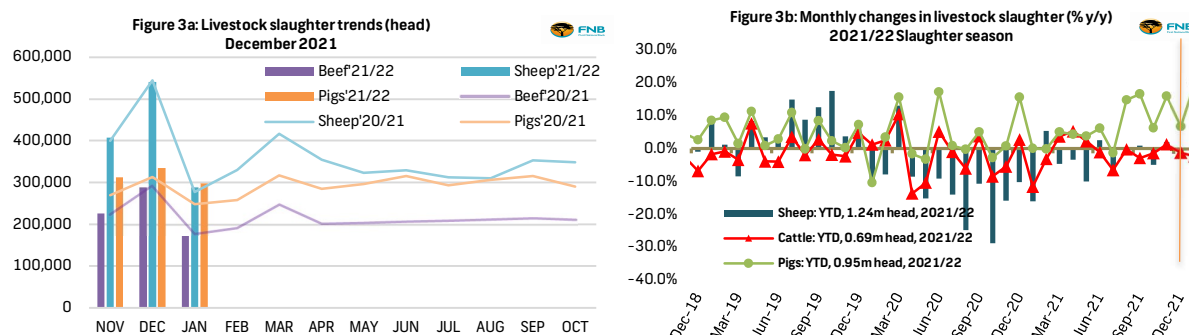 Figure 3a: Livestock slaughter trends (head)
December 2021
FNB
600,000
500,000
400,000
300,000
200,000
100,000
0
Beef'21/22
Sheep'21/22
Pigs'21/22
Beef'20/21
Sheep'20/21
Pigs'20/21
NOV DEC JAN FEB MAR APR MAY JUN JUL AUG SEP OCT
Figure 3b: Monthly changes in livestock slaughter (% y/y)
2021/22 Slaughter season
FNB
30.0%
20.0%
10.0%
0.0%
-10.0%
-20.0%
-30.0%
-40.0%
Sheep: YTD, 1.24m head, 2021/22
Cattle: YTD, 0.69m head, 2021/22
Pigs: YTD, 0.95m head, 2021/22
Dec-18
Mar-19
Jun-19
Sep-19
Dec-19
Mar-20
Jun-20
Sep-20
Dec-20
Mar-21
Jun-21
Sep-21
Dec-21